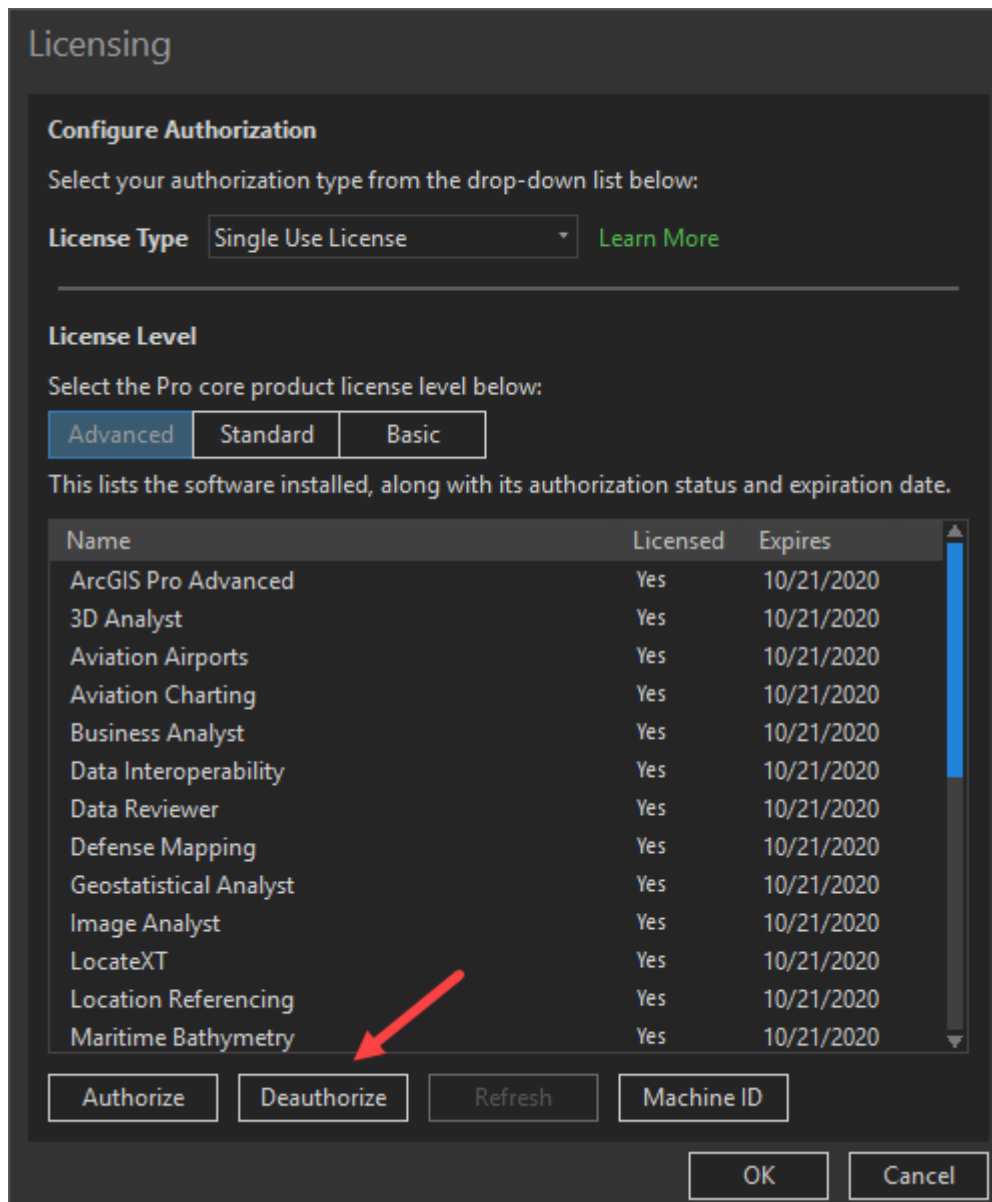 Licensing
Configure Authorization
Select your authorization type from the drop-down list below:
License Type Single Use License Learn More
License Level
Select the Pro core product license level below:
Advanced Standard Basic
This lists the software installed, along with its authorization status and expiration date.
Name Licensed Expires
ArcGIS Pro Advanced Yes 10/21/2020
3D Analyst Yes 10/21/2020
Aviation Airports Yes 10/21/2020
Aviation Charting Yes 10/21/2020
Business Analyst Yes 10/21/2020
Data Interoperability Yes 10/21/2020
Data Reviewer Yes 10/21/2020
Defense Mapping Yes 10/21/2020
Geostatistical Analyst Yes 10/21/2020
Image Analyst Yes 10/21/2020
LocateXT Yes 10/21/2020
Location Referencing Yes 10/21/2020
Maritime Bathymetry Yes 10/21/2020
Authorize Deauthorize Refresh Machine ID
OK Cancel